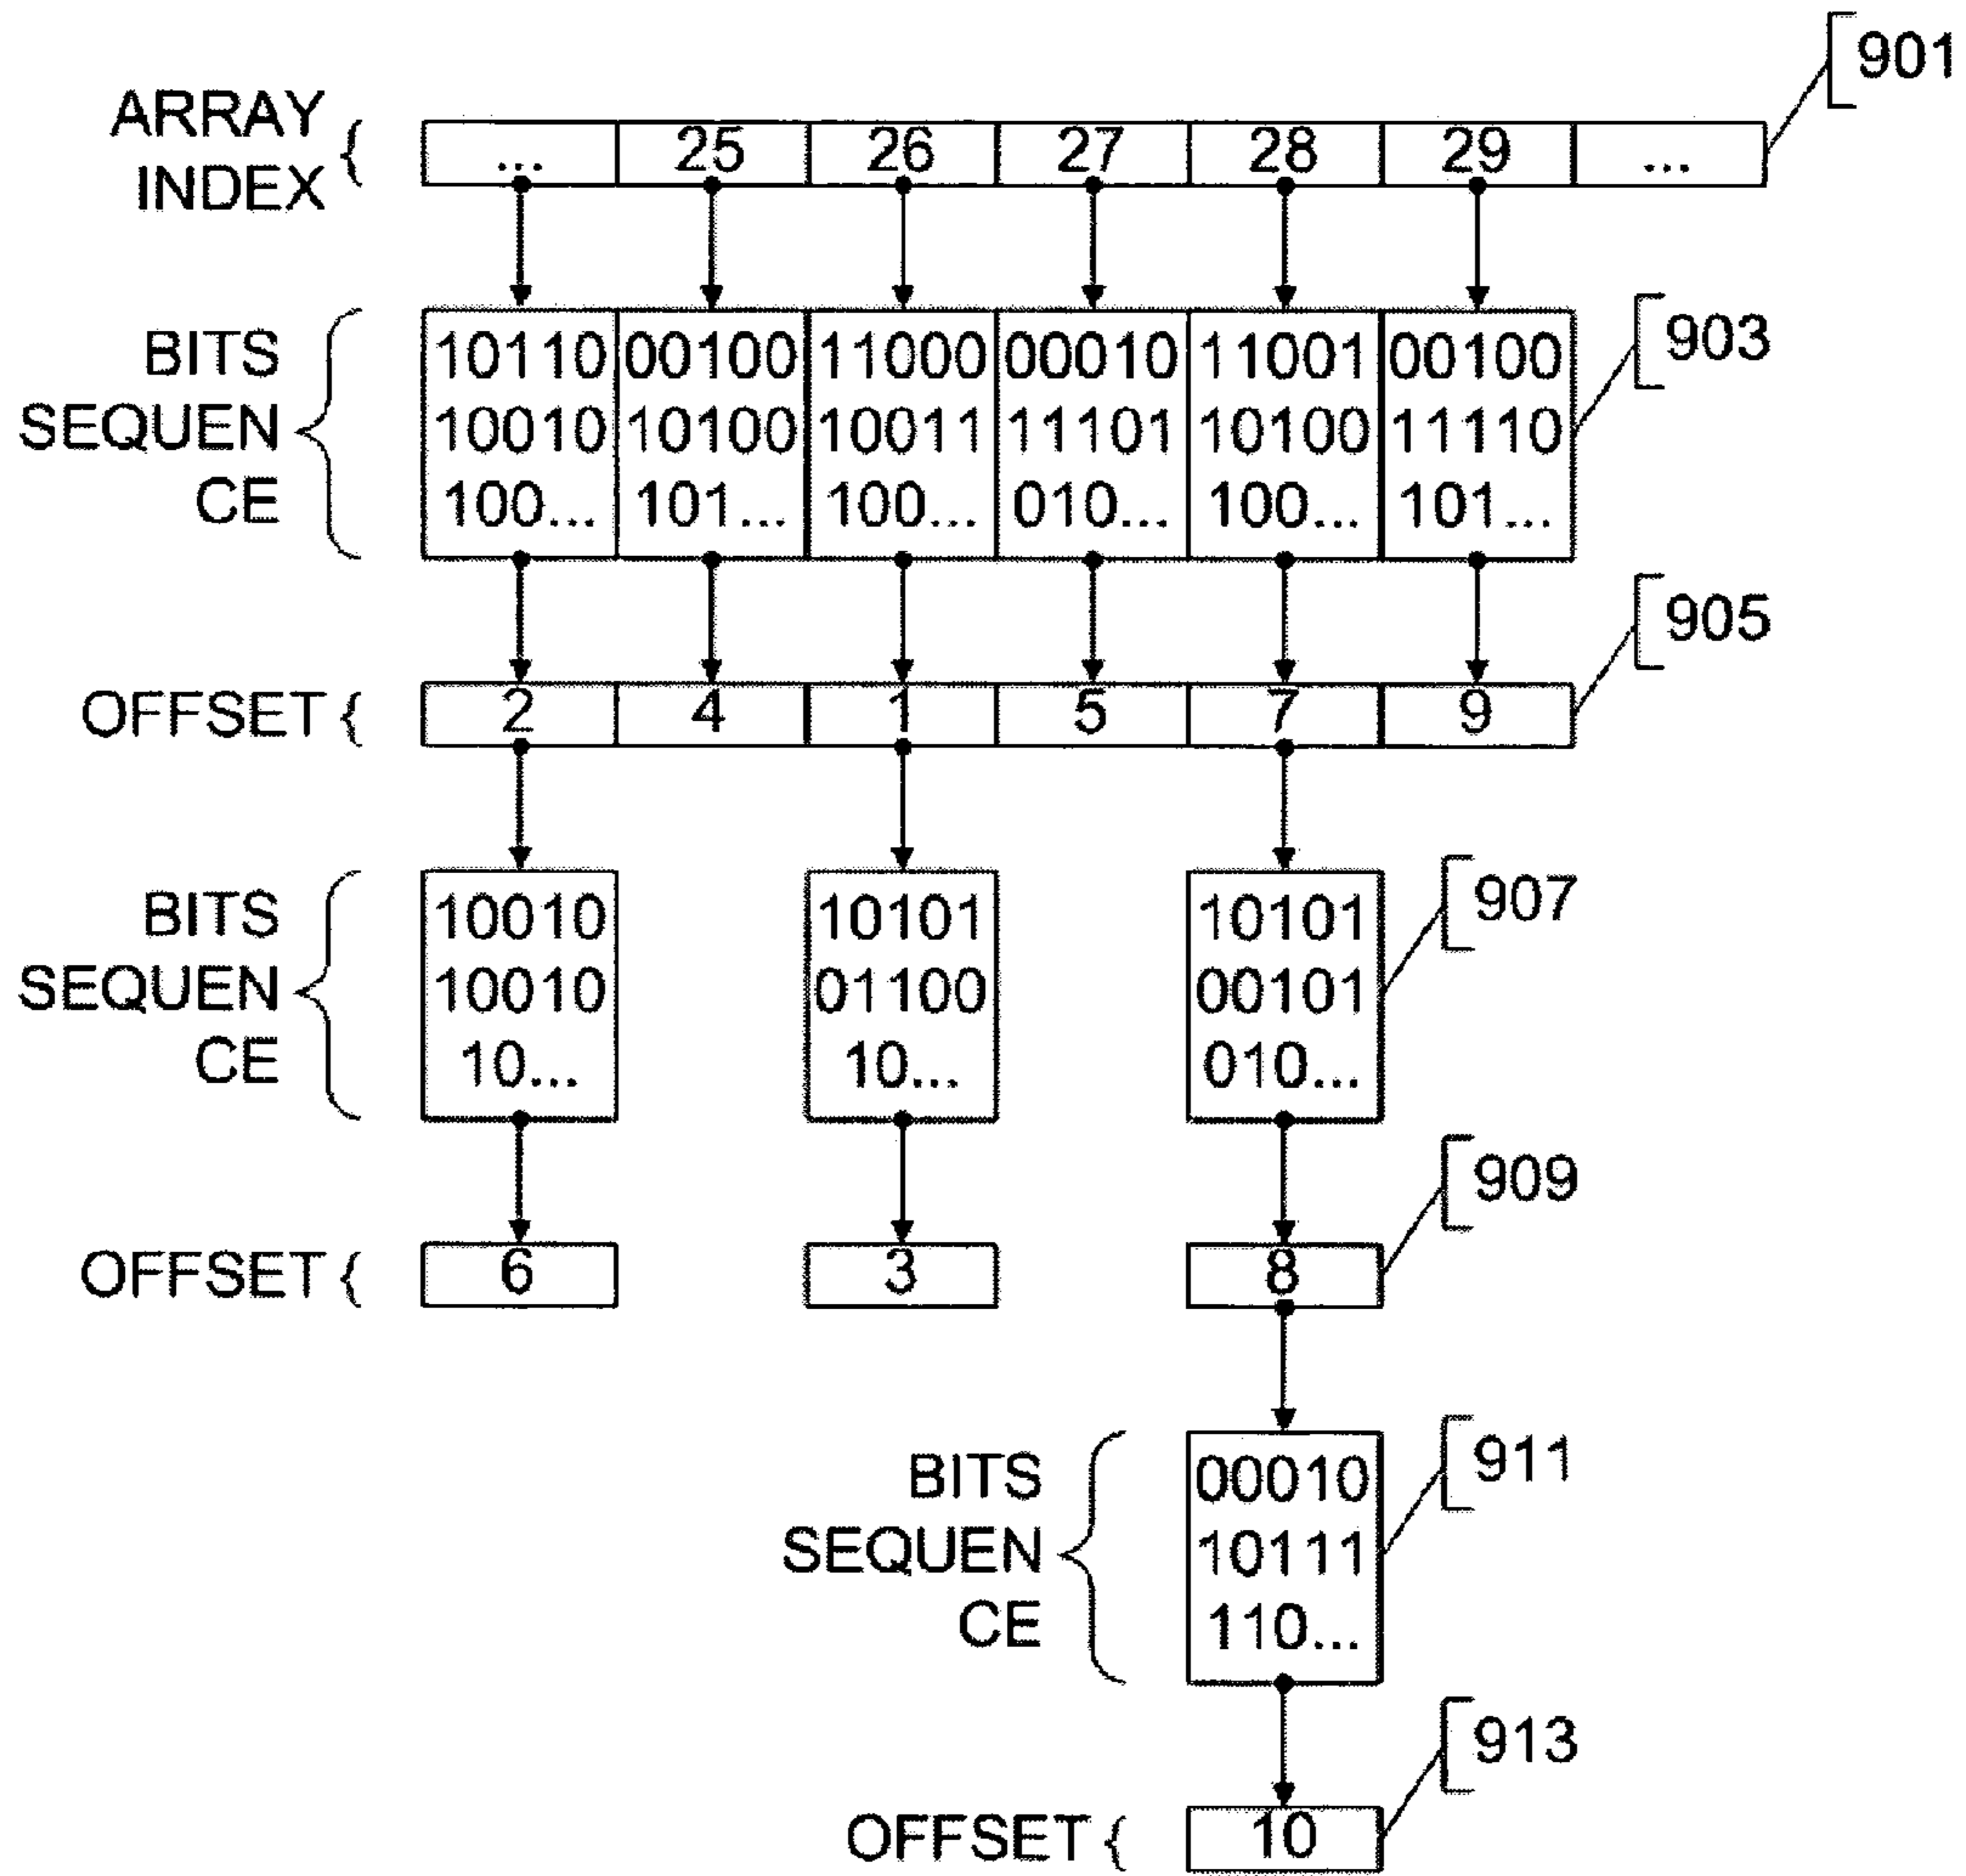 901
ARRAY INDEX { ... 25 26 27 28 29 ...
903
BITS SEQUEN CE
10110 00100 11000 00010 11001 00100
10010 10100 10011 11101 10100 11110
100... 101... 100... 010... 100... 101...
905
OFFSET { 2 4 1 5 7 9
907
BITS SEQUEN CE
10010 10101 10101
10010 01100 00101
10... 10... 010...
909
OFFSET { 6 3 8
911
BITS SEQUEN CE
00010
10111
110...
913
OFFSET { 10